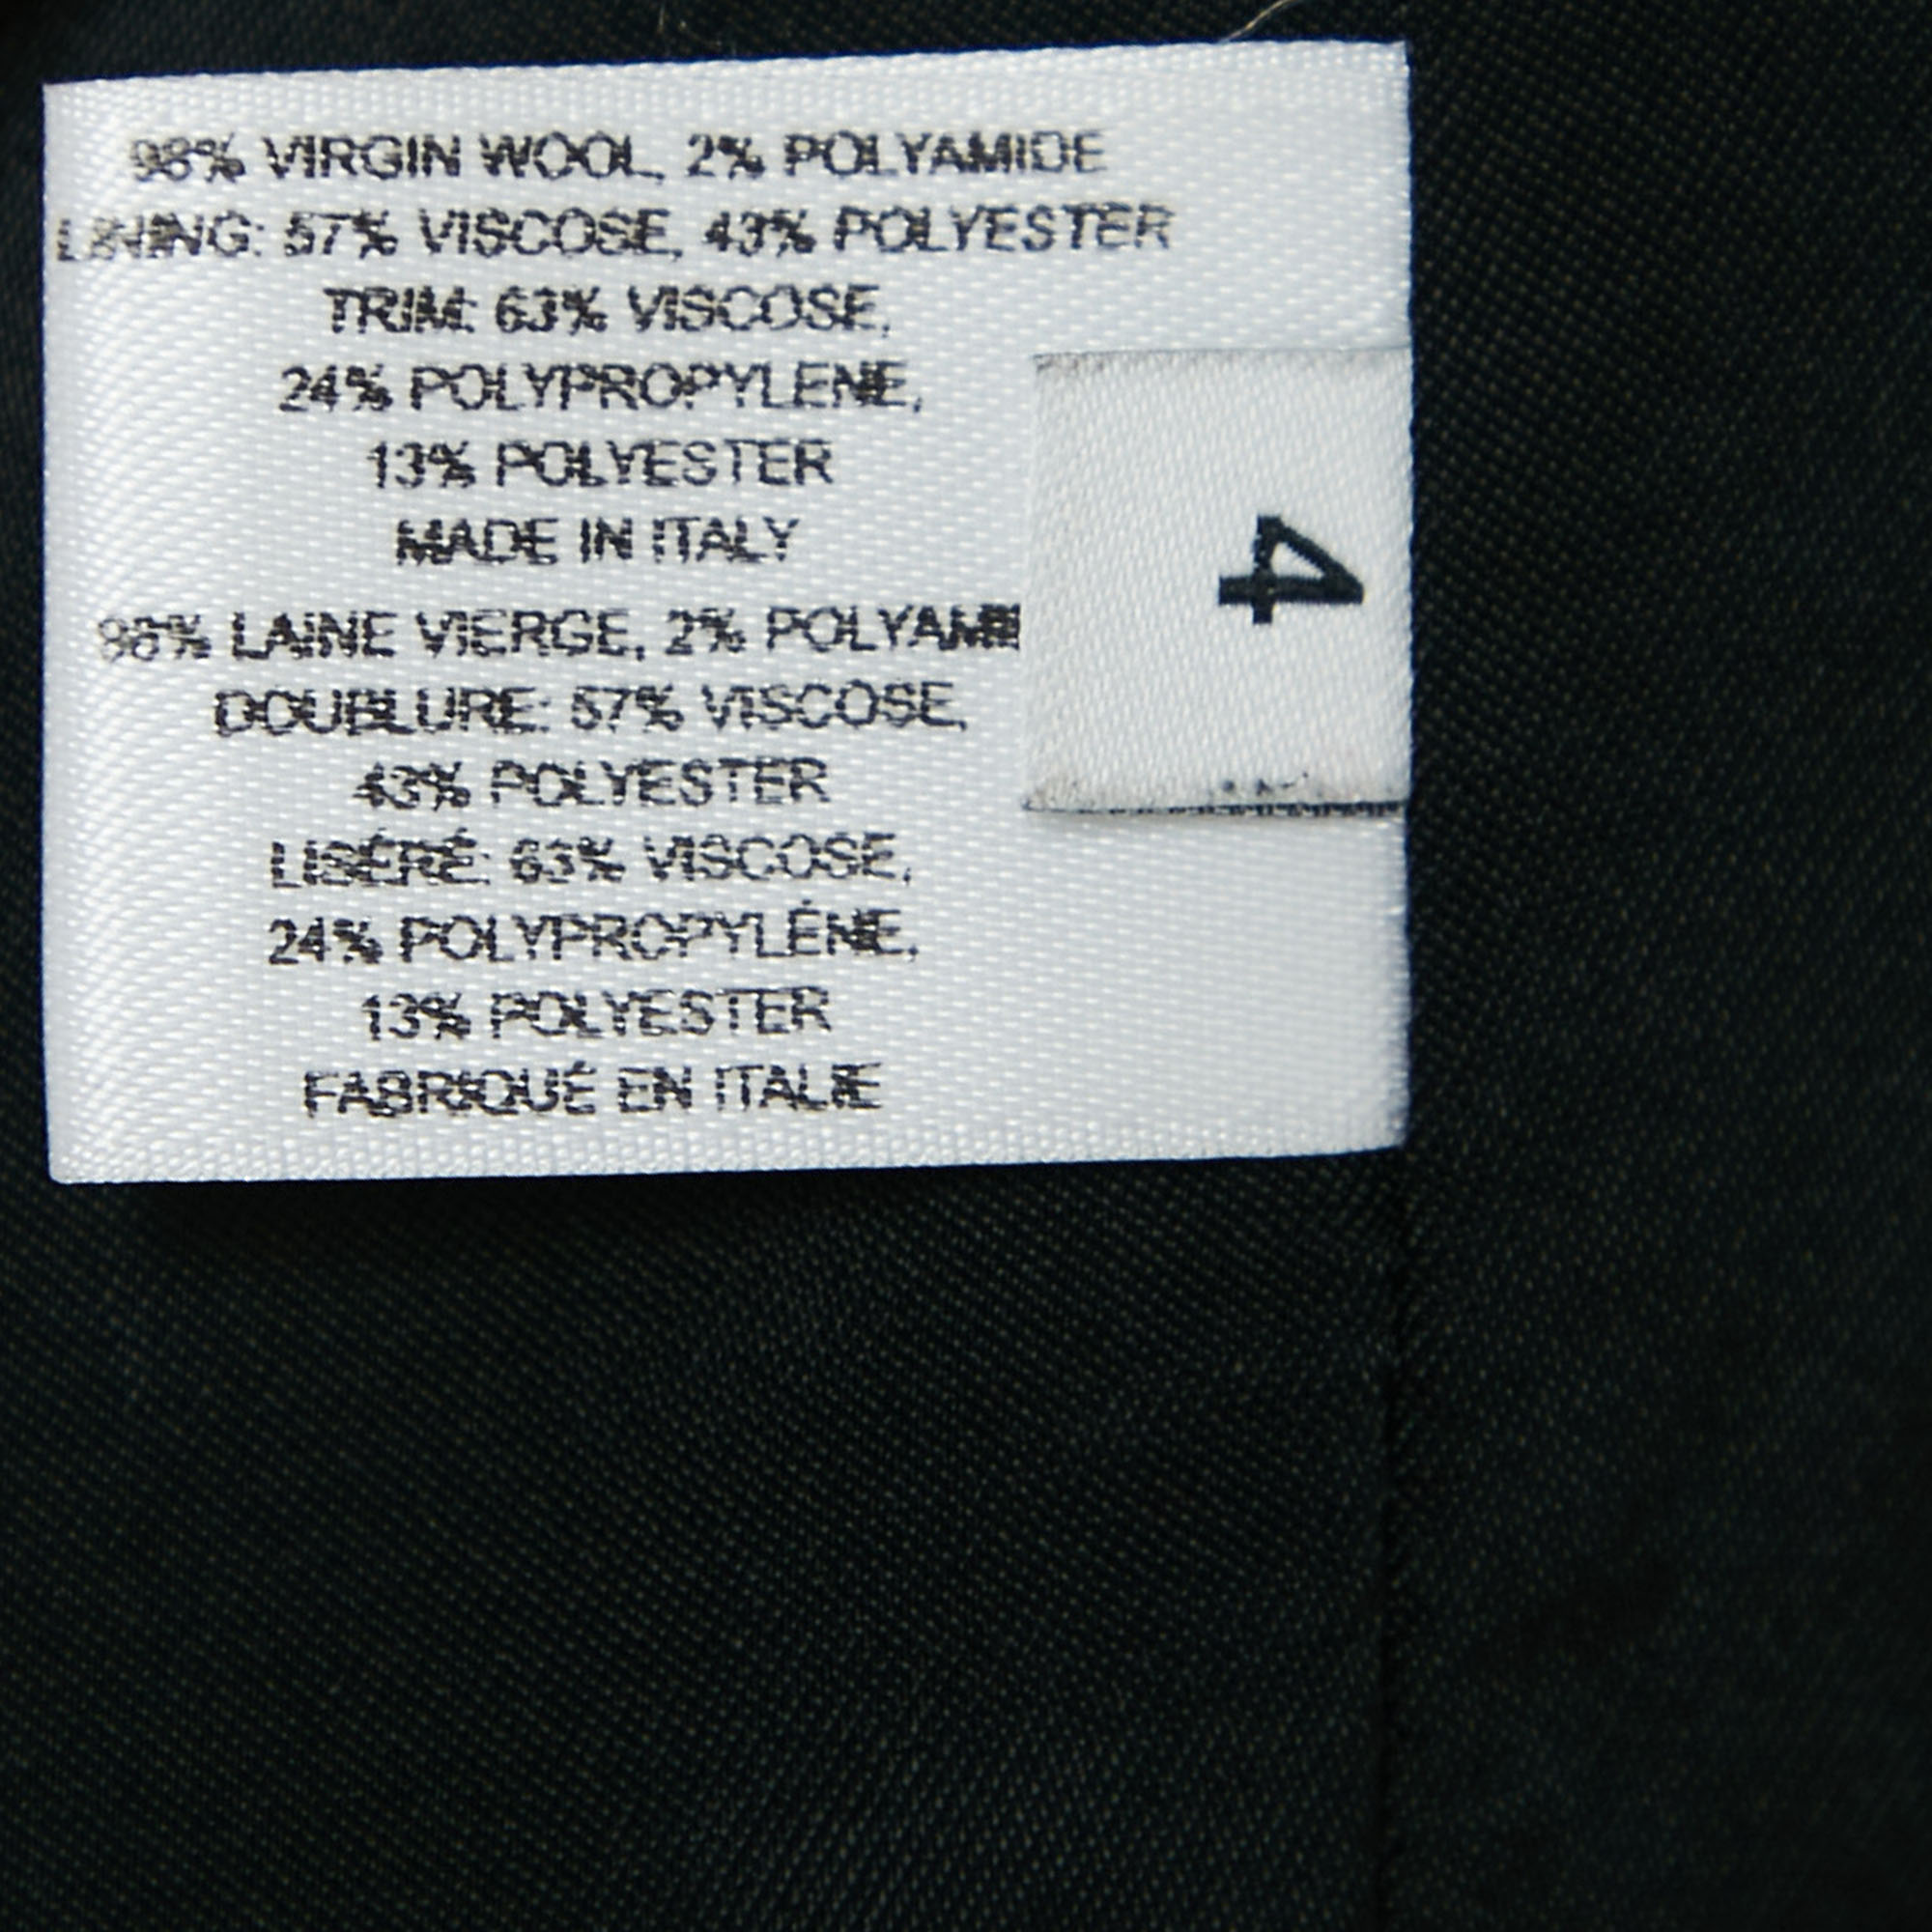 98% VIRGIN WOOL, 2% POLYAMIDE
LINING: 57% VISCOSE, 43% POLYESTER
TRIM: 63% VISCOSE,
24% POLYPROPYLENE,
13% POLYESTER
MADE IN ITALY
98% LAINE VIERGE, 2% POLYAMI
DOUBLURE: 57% VISCOSE,
43% POLYESTER
LISÉRÉ: 63% VISCOSE,
24% POLYPROPYLÉNE,
13% POLYESTER
FABRIQUÉ EN ITALIE
4